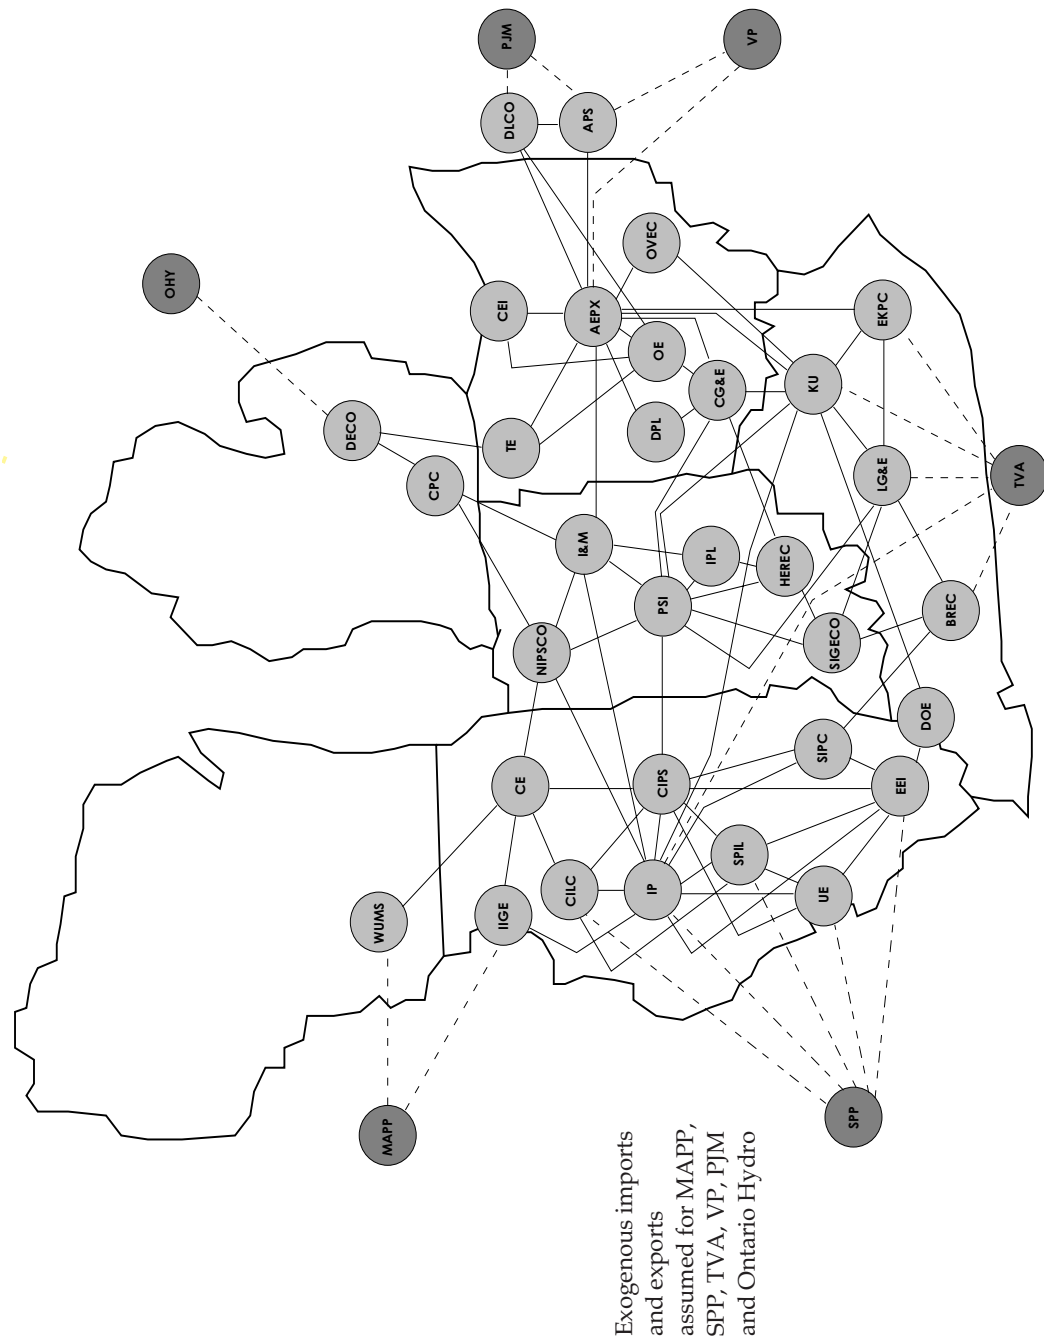 PJM
VP
DLCO
APS
OHY
OVEC
CEI
AEPX
EKPC
OE
KU
CG&E
DECO
DPL
TE
CPC
LG&E
TVA
I&M
IPL
HEREC
PSI
BREC
NIPSCO
SIGECO
DOE
SIPC
CE
CIPS
EEI
SPIL
CILC
IP
UE
WUMS
IIGE
MAPP
SPP
Exogenous imports
and exports
assumed for MAPP,
SPP, TVA, VP, PJM
and Ontario Hydro